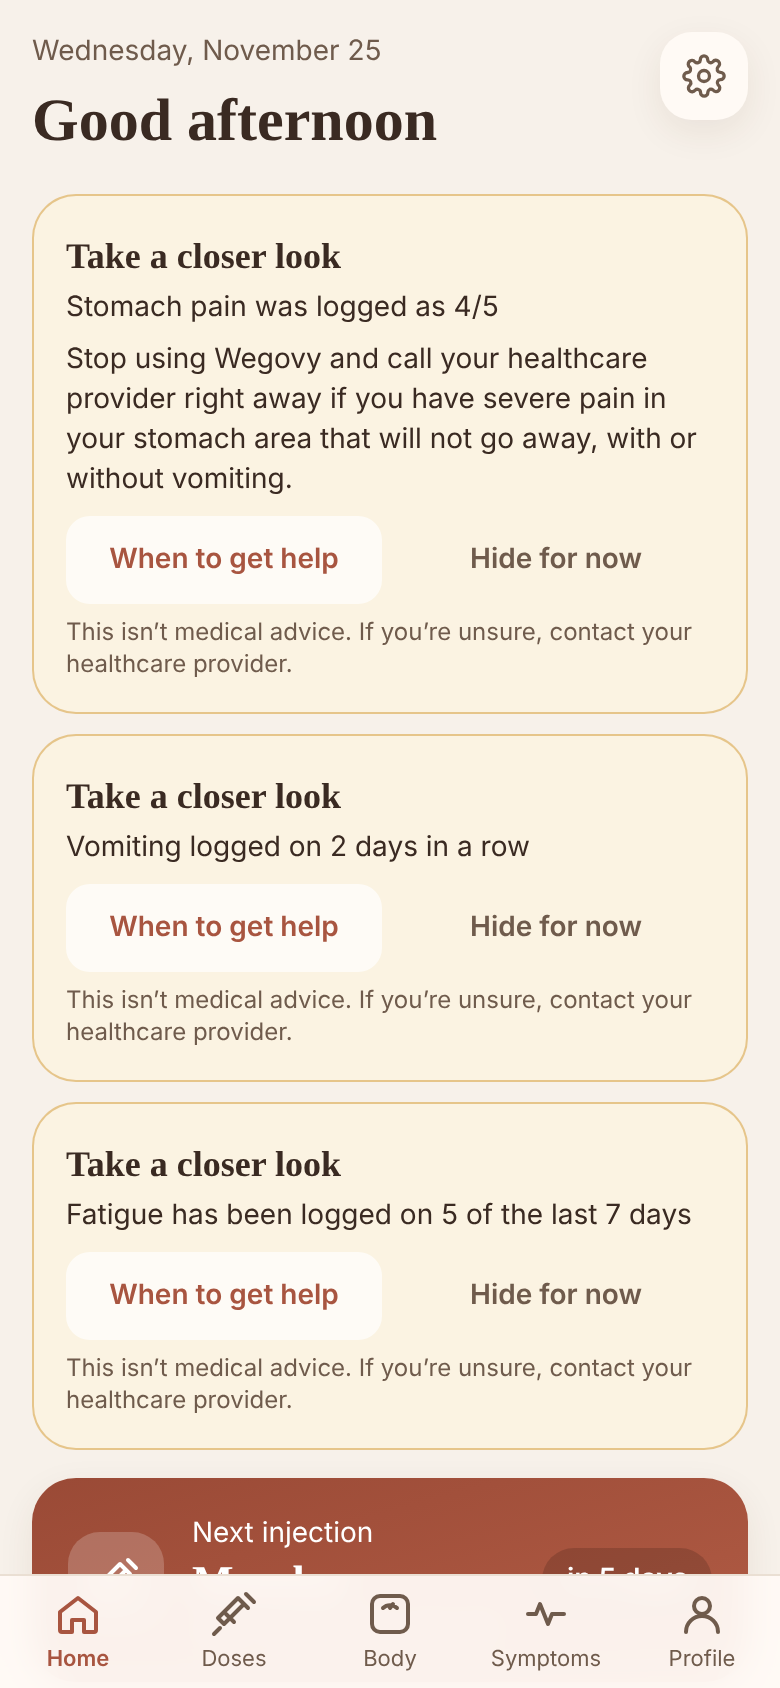 Wednesday, November 25
Good afternoon
Take a closer look
Stomach pain was logged as 4/5
Stop using Wegovy and call your healthcare
provider right away if you have severe pain in
your stomach area that will not go away, with or
without vomiting.
When to get help
Hide for now
This isn’t medical advice. If you’re unsure, contact your
healthcare provider.
Take a closer look
Vomiting logged on 2 days in a row
When to get help
Hide for now
This isn’t medical advice. If you’re unsure, contact your
healthcare provider.
Take a closer look
Fatigue has been logged on 5 of the last 7 days
When to get help
Hide for now
This isn’t medical advice. If you’re unsure, contact your
healthcare provider.
Next injection
in 5 days
Home
Doses
Body
Symptoms
Profile